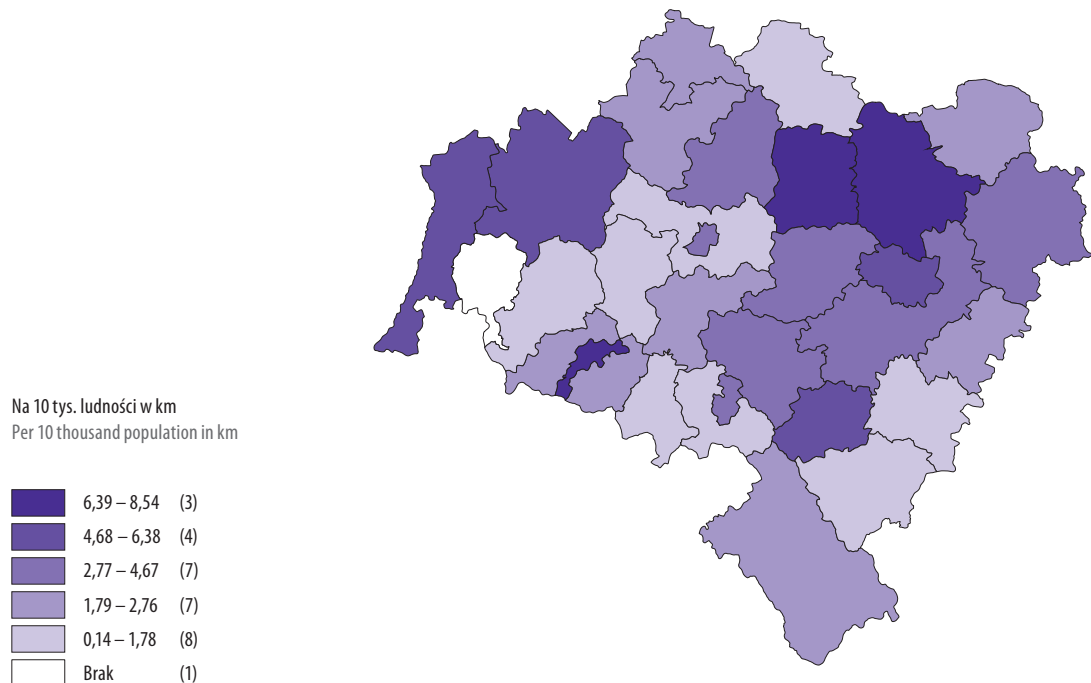 Na 10 tys. ludności w km
Per 10 thousand population in km
6,39 – 8,54 (3)
4,68 – 6,38 (4)
2,77 – 4,67 (7)
1,79 – 2,76 (7)
0,14 – 1,78 (8)
Brak (1)